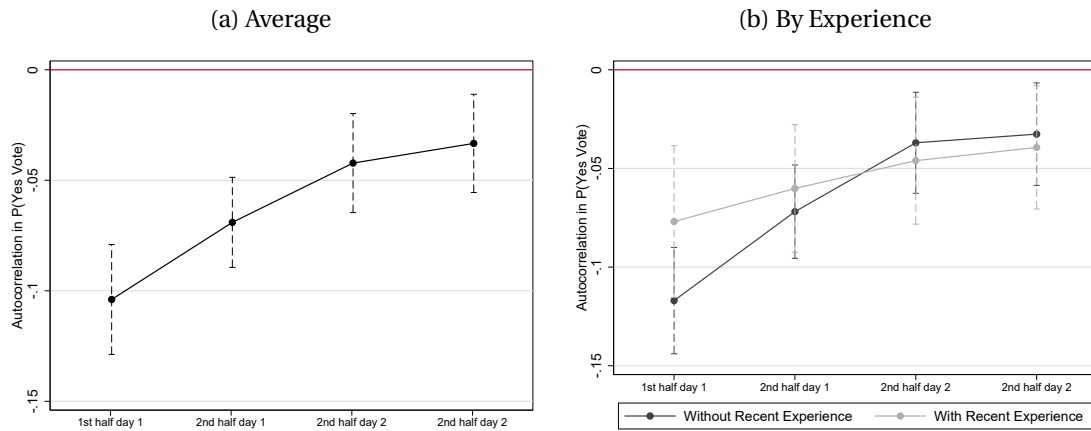 (a) Average
Autocorrelation in P(Yes Vote)
0
-.05
-.1
-.15
1st half day 1
2nd half day 1
2nd half day 2
2nd half day 2
(b) By Experience
Autocorrelation in P(Yes Vote)
0
-.05
-.1
-.15
1st half day 1
2nd half day 1
2nd half day 2
2nd half day 2
Without Recent Experience
With Recent Experience